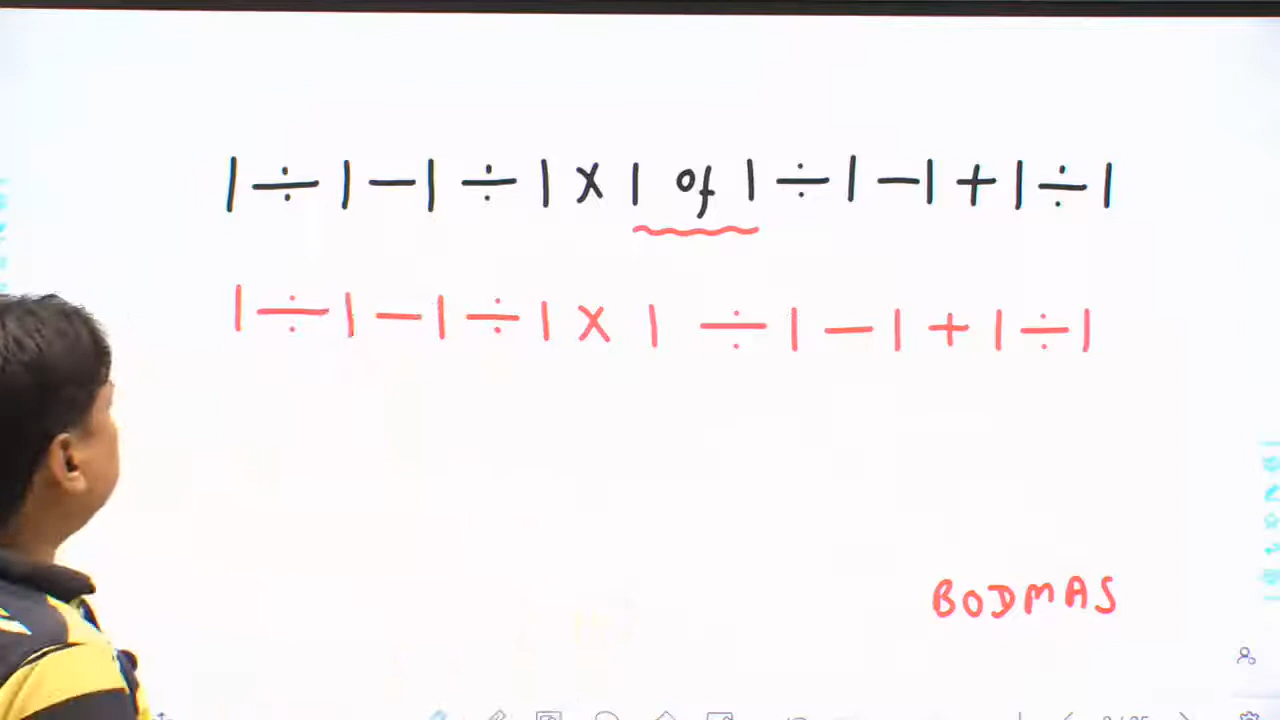 1 ÷ 1 – 1 ÷ 1 × 1 of 1 ÷ 1 – 1 + 1 ÷ 1
1 ÷ 1 – 1 ÷ 1 × 1 ÷ 1 – 1 + 1 ÷ 1
BODMAS